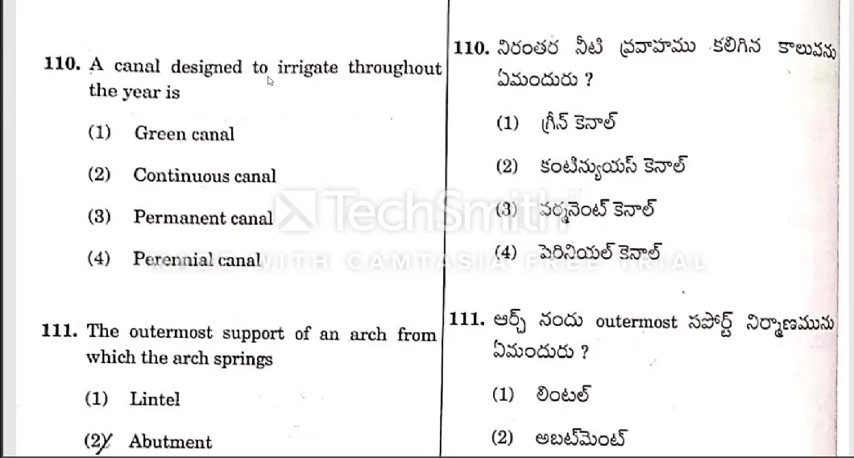 110. A canal designed to irrigate throughout
the year is
(1) Green canal
(2) Continuous canal
(3) Permanent canal
(4) Perennial canal
111. The outermost support of an arch from
which the arch springs
(1) Lintel
(2) Abutment
110. నిరంతర నీటి ప్రవాహము కలిగిన కాలువను
ఏమందురు ?
(1) గ్రీన్ కెనాల్
(2) కంటిన్యుయస్ కెనాల్
(3) పర్మనెంట్ కెనాల్
(4) పెరినియల్ కెనాల్
111. ఆర్చ్ నందు outermost సపోర్ట్ నిర్మాణమును
ఏమందురు ?
(1) లింటల్
(2) అబట్‌మెంట్
TechSmith
MADE WITH CAMTASIA FREE TRIAL